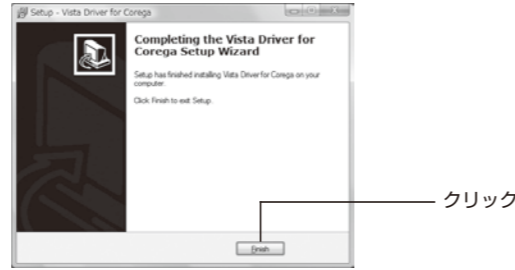 Setup - Vista Driver for Corega
Completing the Vista Driver for
Corega Setup Wizard
Setup has finished installing Vista Driver for Corega on your
computer.
Click Finish to exit Setup.
クリック
Finish